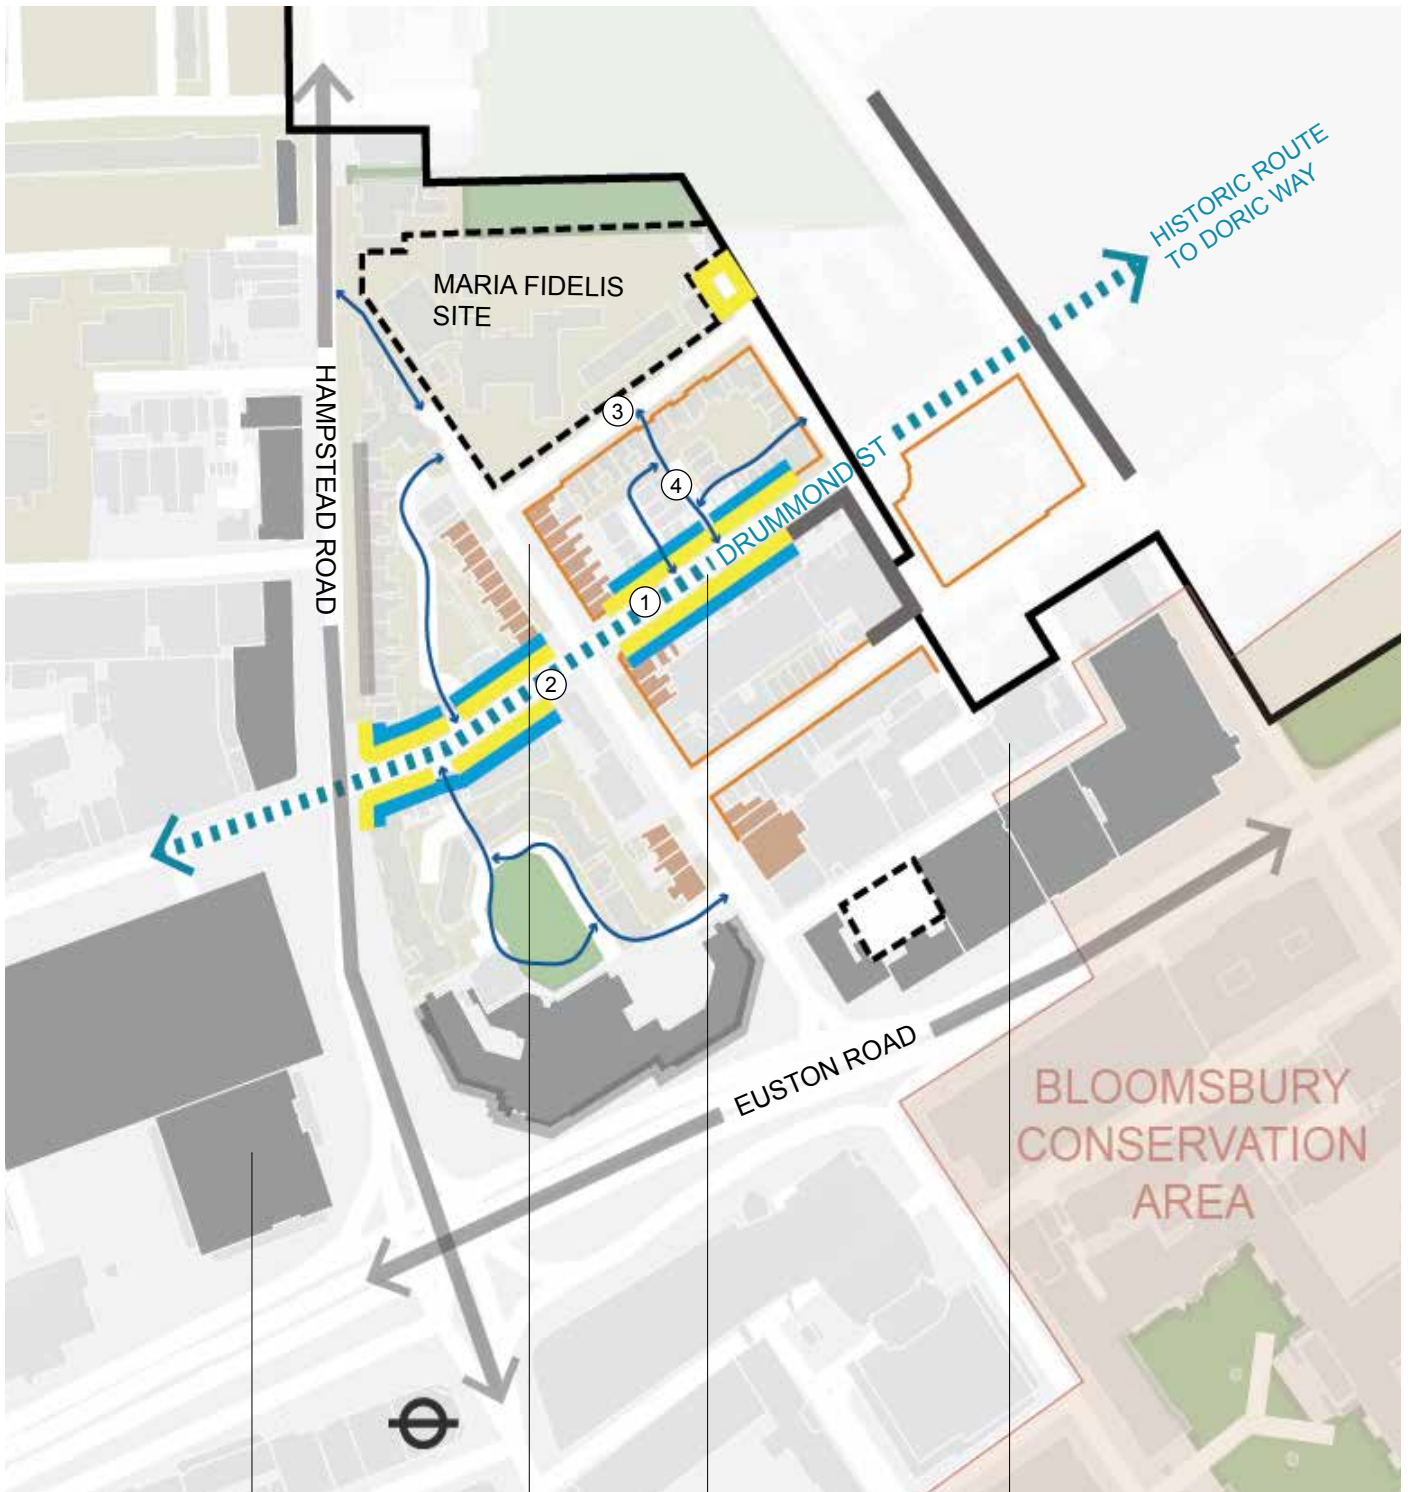 HISTORIC ROUTE
TO DORIC WAY
MARIA FIDELIS
SITE
HAMPSTEAD ROAD
3
4
DRUMMOND ST
1
2
EUSTON ROAD
BLOOMSBURY
CONSERVATION
AREA